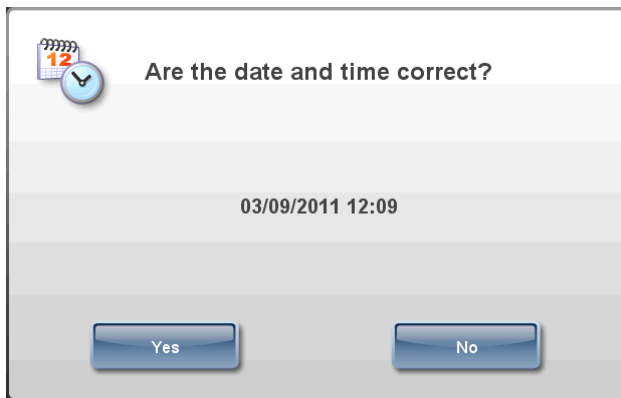 12
Are the date and time correct?
03/09/2011 12:09
Yes
No